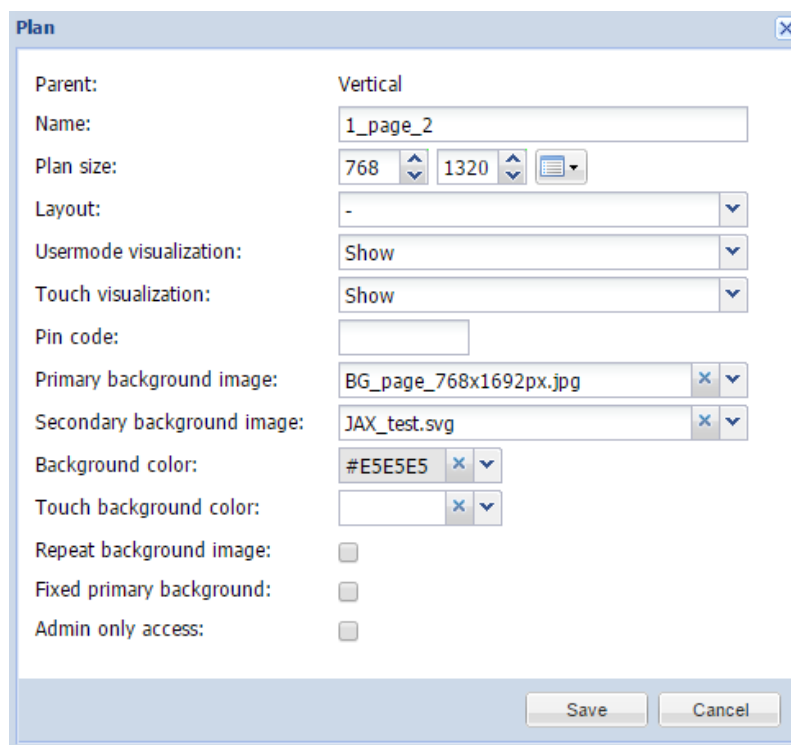 Plan
Parent: Vertical
Name: 1_page_2
Plan size: 768 1320
Layout: -
Usermode visualization: Show
Touch visualization: Show
Pin code:
Primary background image: BG_page_768x1692px.jpg
Secondary background image: JAX_test.svg
Background color: #E5E5E5
Touch background color:
Repeat background image:
Fixed primary background:
Admin only access:
Save Cancel